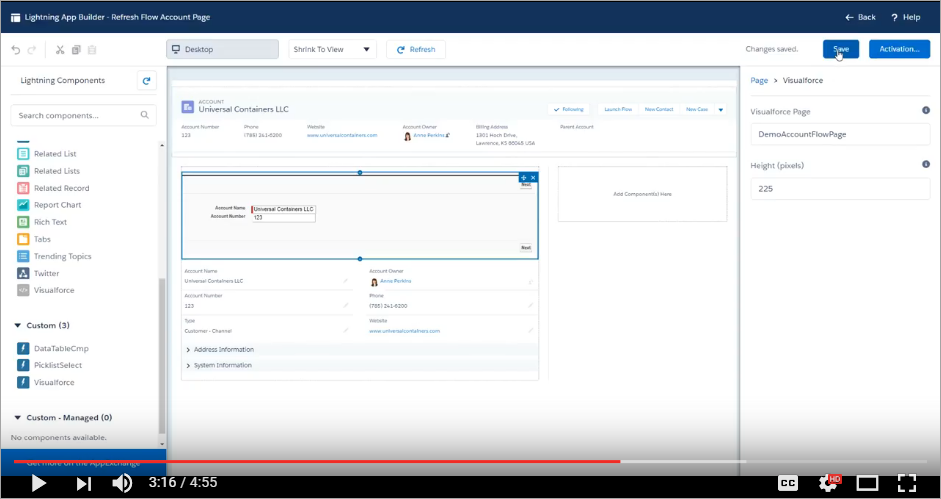 Lightning App Builder - Refresh Flow Account Page
Back
? Help
Desktop
Shrink To View
Refresh
Changes saved.
Save
Activation...
Lightning Components
Search components...
Related List
Related Lists
Related Record
Report Chart
Rich Text
Tabs
Trending Topics
Twitter
Visualforce
Custom (3)
DataTableCmp
PicklistSelect
Visualforce
Custom - Managed (0)
No components available.
Get more on the AppExchange
ACCOUNT
Universal Containers LLC
Following
Launch Flow
New Contact
New Case
Account Number
Phone
Website
Account Owner
Billing Address
Parent Account
123
(785) 241-6200
www.universalcontainers.com
Anne Perkins
1301 Hoch Drive,
Lawrence, KS 66048 USA
Next
Account Name
Universal Containers LLC
Account Number
123
Next
Add Component(s) Here
Account Name
Account Owner
Universal Containers LLC
Anne Perkins
Account Number
Phone
123
(785) 241-6200
Type
Website
Customer - Channel
www.universalcontainers.com
Address Information
System Information
Page > Visualforce
Visualforce Page
DemoAccountFlowPage
Height (pixels)
225
3:16 / 4:55
CC
HD